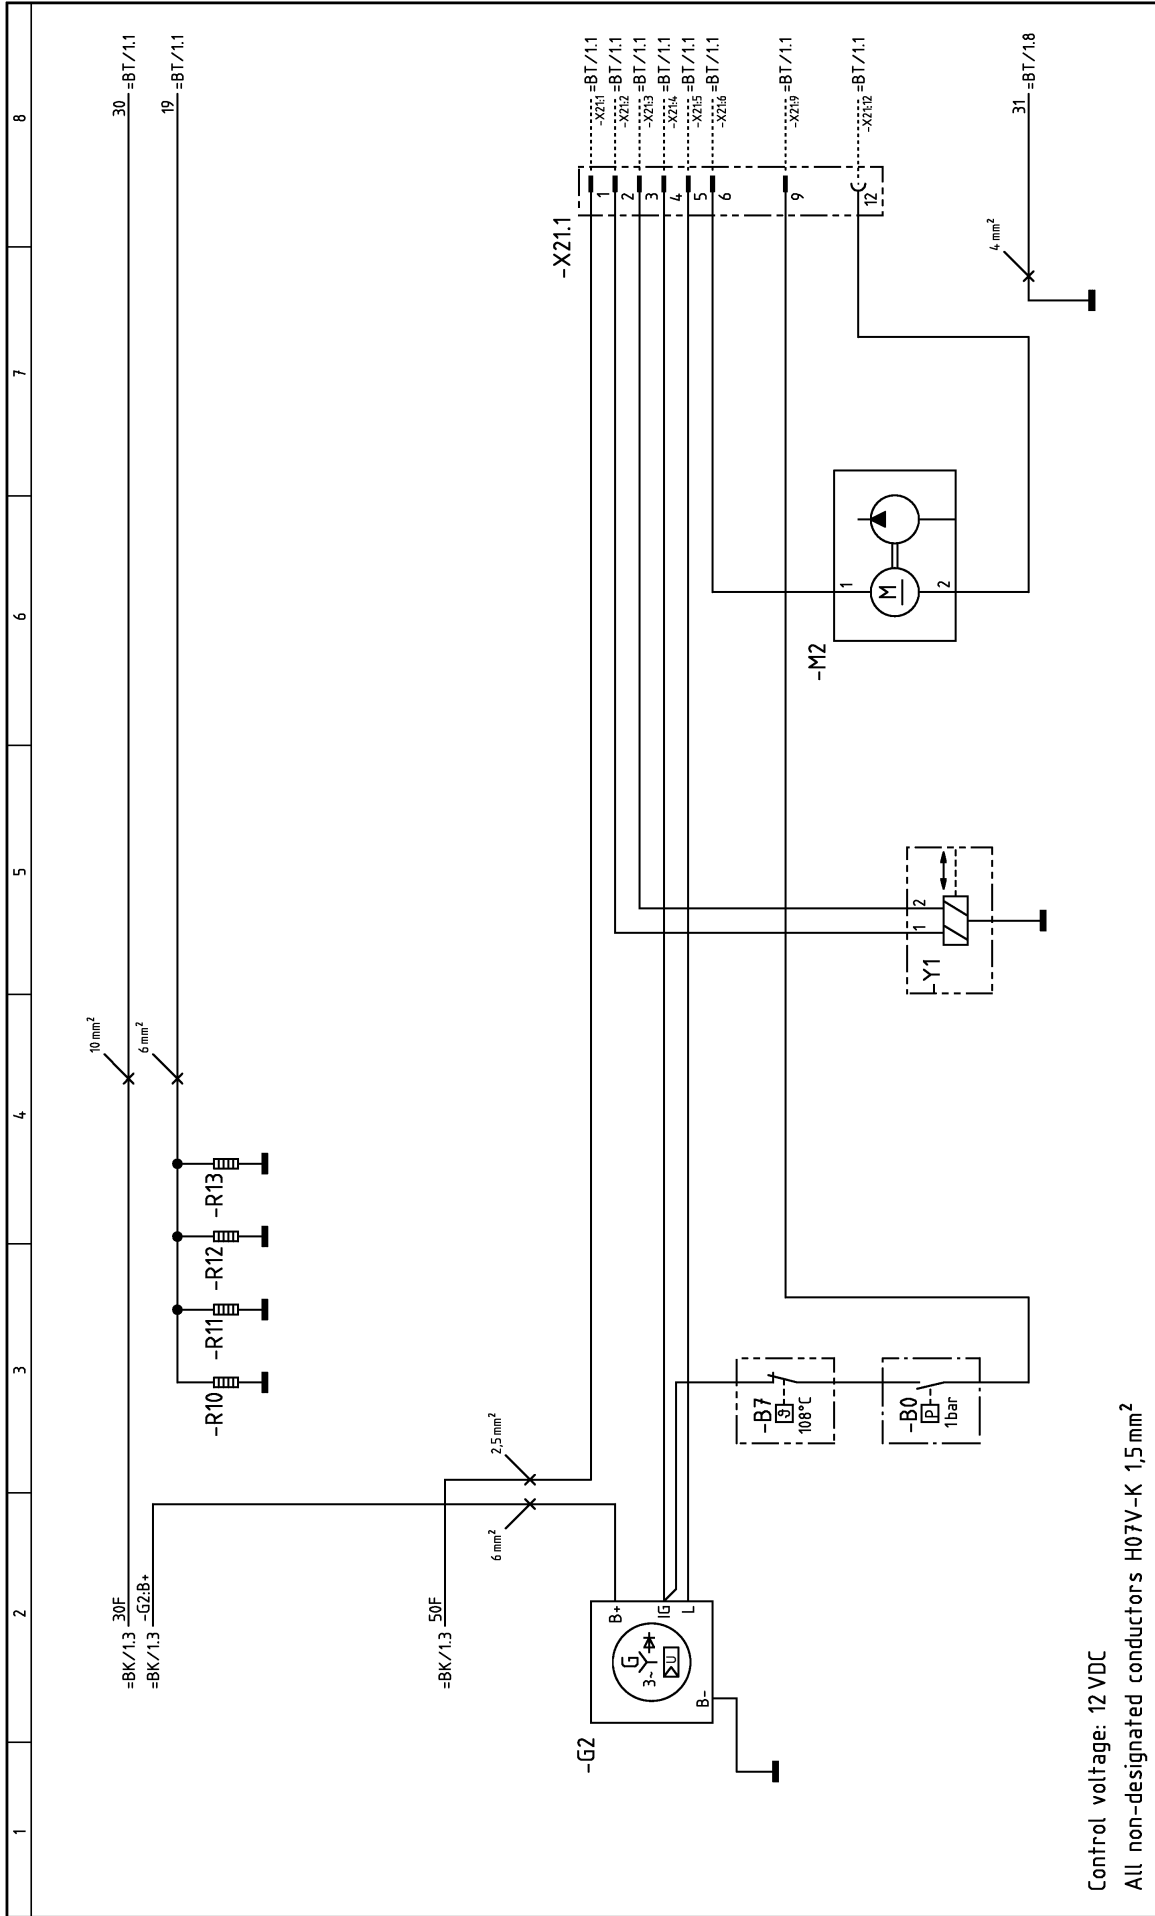 1
2
3
4
5
6
7
8
=BK/1.3 30F
30 =BT/1.1
=BK/1.3 -G2:B+
19 =BT/1.1
10 mm²
6 mm²
-R10
-R11
-R12
-R13
=BK/1.3 50F
6 mm²
2,5 mm²
-X21.1
1 -X21:1 =BT/1.1
2 -X21:2 =BT/1.1
3 -X21:3 =BT/1.1
4 -X21:4 =BT/1.1
5 -X21:5 =BT/1.1
6 -X21:6 =BT/1.1
9 -X21:9 =BT/1.1
12 -X21:12 =BT/1.1
-G2
B+
IG
L
B-
G
3~
U
-B7
ϑ
108°C
-B0
P
1bar
-Y1
1
2
-M2
M
1
2
4 mm²
31 =BT/1.8
Control voltage: 12 VDC
All non-designated conductors H07V-K 1,5mm²